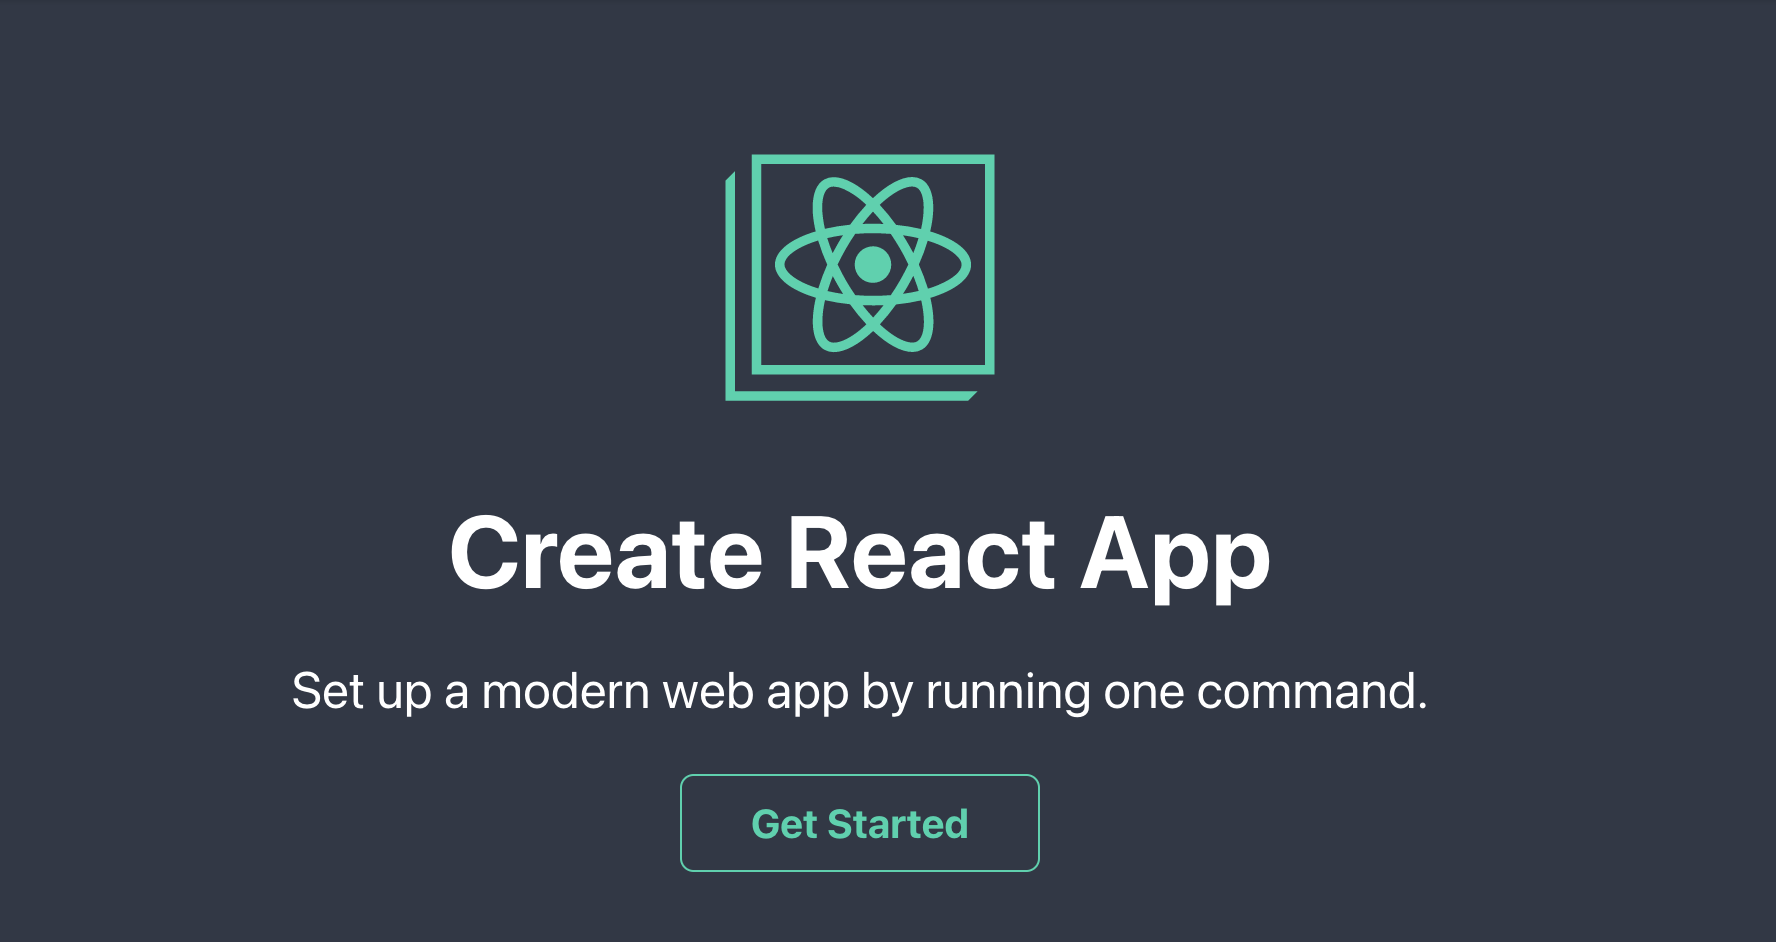 Create React App
Set up a modern web app by running one command.
Get Started